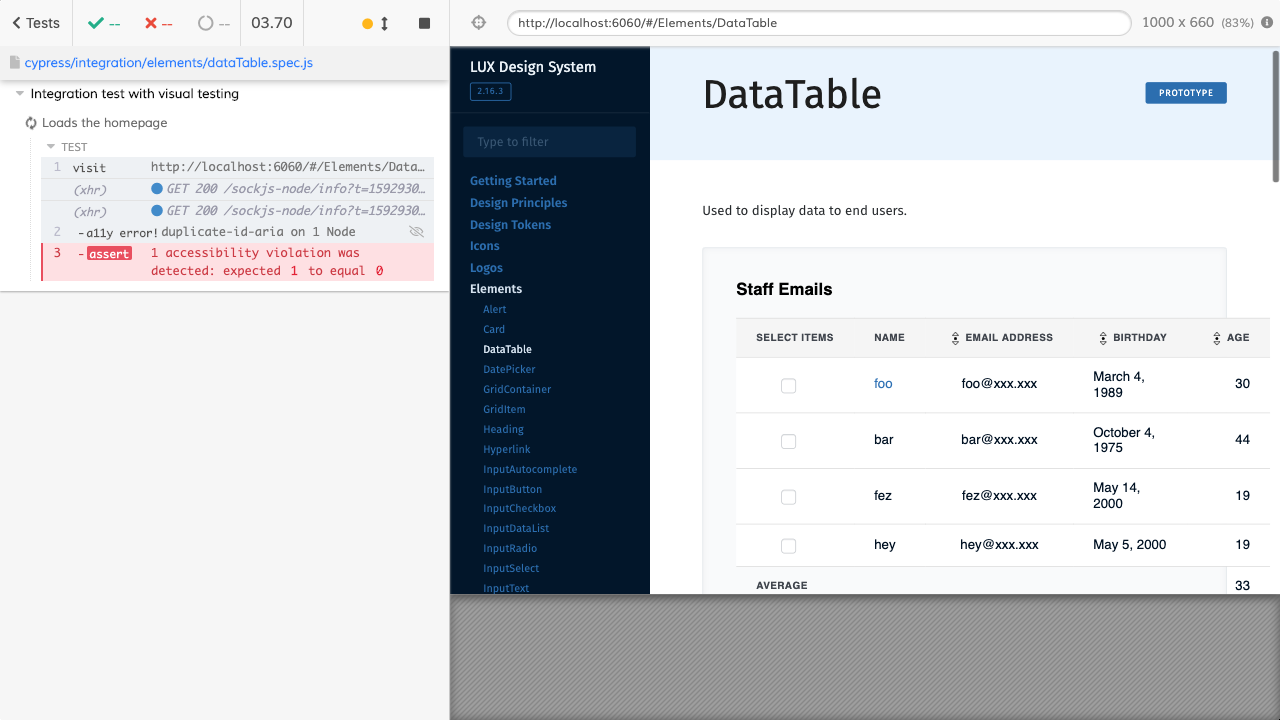 Tests -- -- -- 03.70
cypress/integration/elements/dataTable.spec.js
Integration test with visual testing
Loads the homepage
TEST
1 visit http://localhost:6060/#/Elements/Data…
(xhr) GET 200 /sockjs-node/info?t=1592930…
(xhr) GET 200 /sockjs-node/info?t=1592930…
2 -a11y error! duplicate-id-aria on 1 Node
3 -assert 1 accessibility violation was
detected: expected 1 to equal 0
http://localhost:6060/#/Elements/DataTable
1000 x 660 (83%)
LUX Design System
2.16.3
Type to filter
Getting Started
Design Principles
Design Tokens
Icons
Logos
Elements
Alert
Card
DataTable
DatePicker
GridContainer
GridItem
Heading
Hyperlink
InputAutocomplete
InputButton
InputCheckbox
InputDataList
InputRadio
InputSelect
InputText
DataTable
PROTOTYPE
Used to display data to end users.
Staff Emails
SELECT ITEMS NAME EMAIL ADDRESS BIRTHDAY AGE
foo foo@xxx.xxx March 4, 1989 30
bar bar@xxx.xxx October 4, 1975 44
fez fez@xxx.xxx May 14, 2000 19
hey hey@xxx.xxx May 5, 2000 19
AVERAGE 33